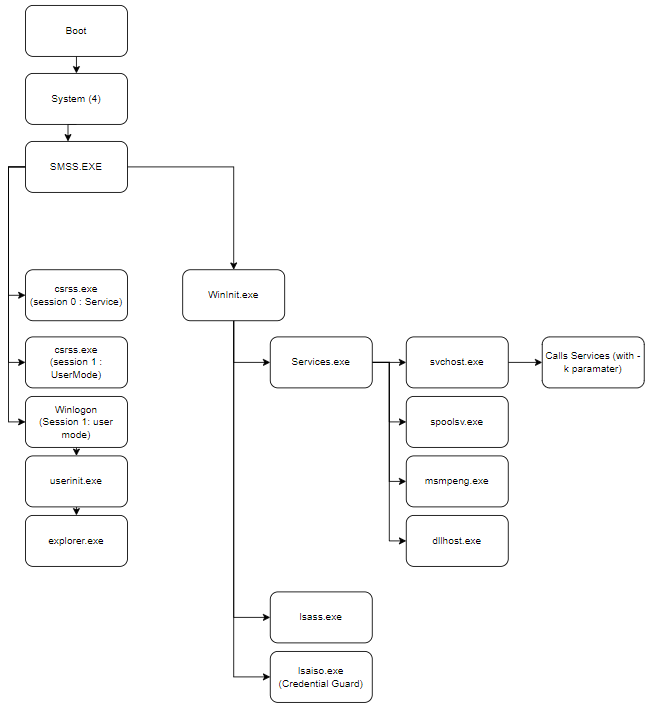 Boot
System (4)
SMSS.EXE
csrss.exe
(session 0 : Service)
WinInit.exe
csrss.exe
(session 1 :
UserMode)
Services.exe
svchost.exe
Calls Services (with -
k paramater)
Winlogon
(Session 1: user
mode)
spoolsv.exe
userinit.exe
msmpeng.exe
explorer.exe
dllhost.exe
lsass.exe
lsaiso.exe
(Credential Guard)